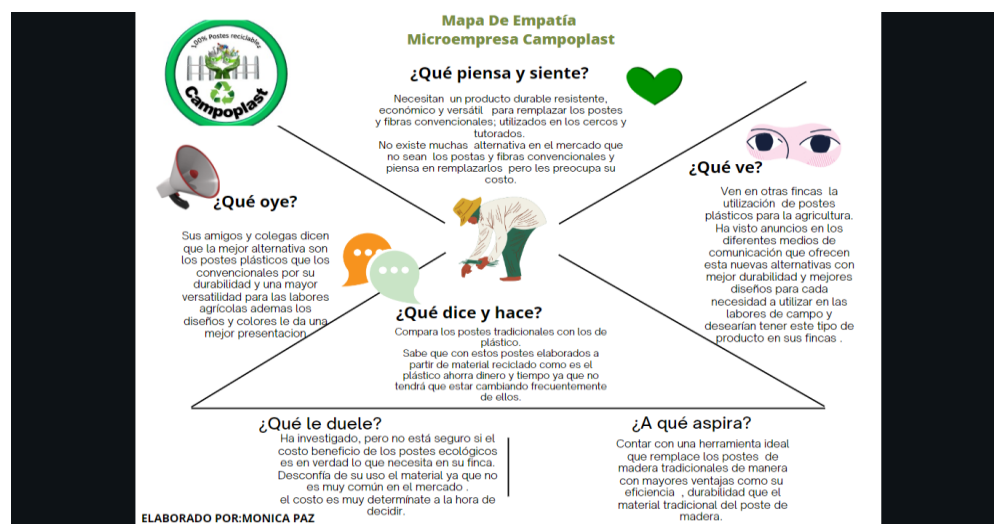 Mapa De Empatía
Microempresa Campoplast
100% Postes reciclables
Campoplast
¿Qué piensa y siente?
Necesitan un producto durable resistente,
económico y versátil para remplazar los postes
y fibras convencionales; utilizados en los cercos y
tutorados.
No existe muchas alternativa en el mercado que
no sean los postas y fibras convencionales y
piensa en remplazarlos pero les preocupa su
costo.
¿Qué oye?
Sus amigos y colegas dicen
que la mejor alternativa son
los postes plásticos que los
convencionales por su
durabilidad y una mayor
versatilidad para las labores
agrícolas ademas los
diseños y colores le da una
mejor presentacion
¿Qué ve?
Ven en otras fincas la
utilización de postes
plásticos para la agricultura.
Ha visto anuncios en los
diferentes medios de
comunicación que ofrecen
esta nuevas alternativas con
mejor durabilidad y mejores
diseños para cada
necesidad a utilizar en las
labores de campo y
desearían tener este tipo de
producto en sus fincas .
¿Qué dice y hace?
Compara los postes tradicionales con los de
plástico.
Sabe que con estos postes elaborados a
partir de material reciclado como es el
plástico ahorra dinero y tiempo ya que no
tendrá que estar cambiando frecuentemente
de ellos.
¿Qué le duele?
Ha investigado, pero no está seguro si el
costo beneficio de los postes ecológicos
es en verdad lo que necesita en su finca.
Desconfía de su uso el material ya que no
es muy común en el mercado .
el costo es muy determínate a la hora de
decidir.
¿A qué aspira?
Contar con una herramienta ideal
que remplace los postes de
madera tradicionales de manera
con mayores ventajas como su
eficiencia , durabilidad que el
material tradicional del poste de
madera.
ELABORADO POR:MONICA PAZ